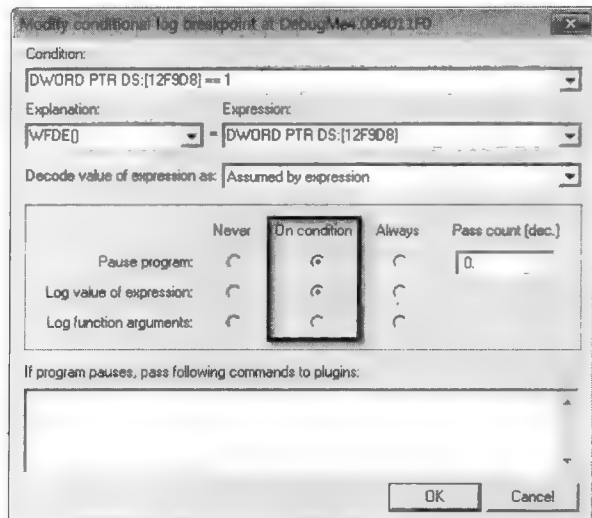 Modify conditional log breakpoint at DebugMe4.004011F0
Condition:
DWORD PTR DS:[12F9D8] == 1
Explanation: Expression:
WFDE() = DWORD PTR DS:[12F9D8]
Decode value of expression as: Assumed by expression
Never On condition Always Pass count (dec.)
Pause program: 0.
Log value of expression:
Log function arguments:
If program pauses, pass following commands to plugins:
OK Cancel